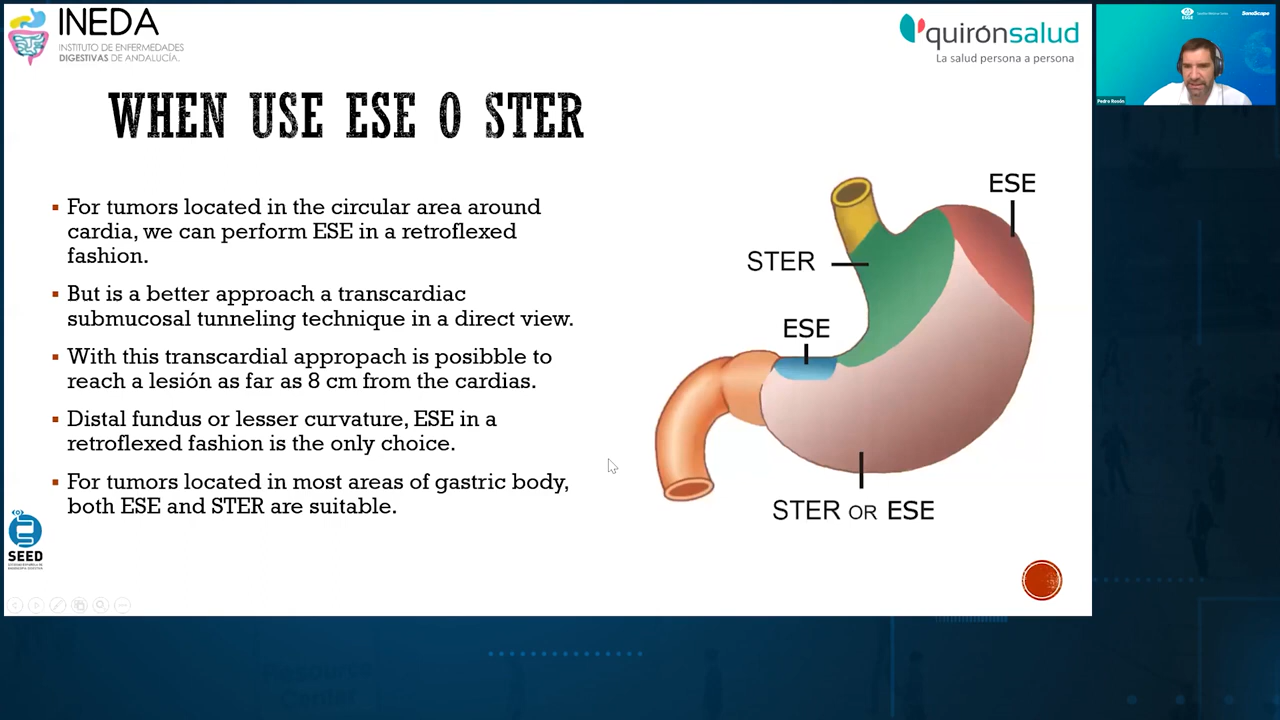 INEDA
INSTITUTO DE ENFERMEDADES
DIGESTIVAS DE ANDALUCÍA.
quirónsalud
La salud persona a persona
WHEN USE ESE O STER
For tumors located in the circular area around
cardia, we can perform ESE in a retroflexed
fashion.
But is a better approach a transcardiac
submucosal tunneling technique in a direct view.
With this transcardial appropach is posibble to
reach a lesión as far as 8 cm from the cardias.
Distal fundus or lesser curvature, ESE in a
retroflexed fashion is the only choice.
For tumors located in most areas of gastric body,
both ESE and STER are suitable.
ESE
STER
ESE
STER OR ESE
SEED
SonoScape
Resource
Center